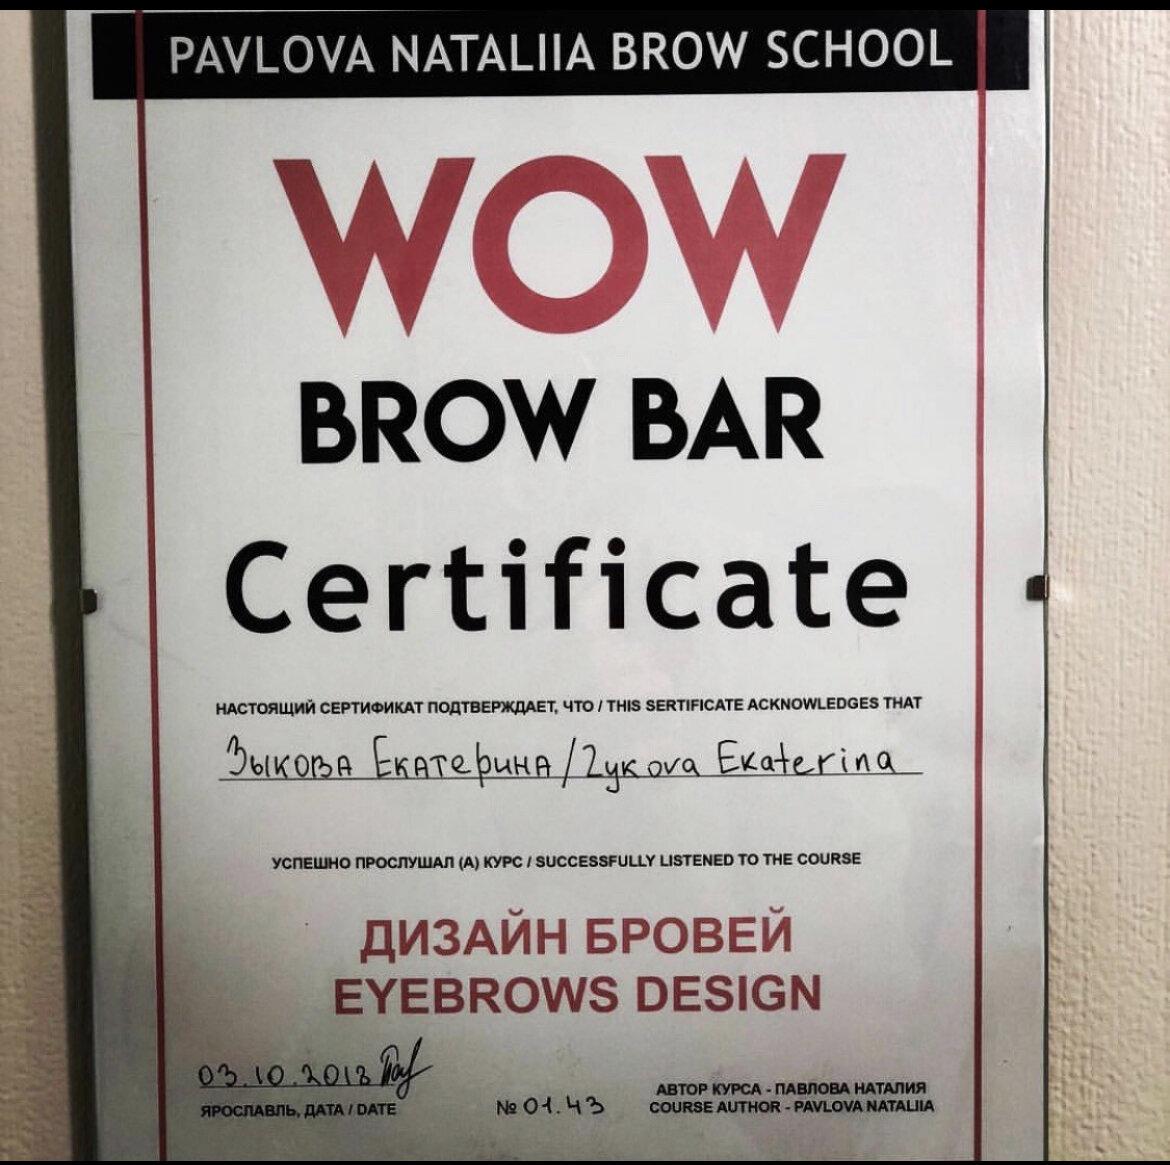 PAVLOVA NATALIIA BROW SCHOOL
WOW
BROW BAR
Certificate
НАСТОЯЩИЙ СЕРТИФИКАТ ПОДТВЕРЖДАЕТ, ЧТО / THIS SERTIFICATE ACKNOWLEDGES THAT
Зыкова Екатерина / Zykova Ekaterina
УСПЕШНО ПРОСЛУШАЛ (А) КУРС / SUCCESSFULLY LISTENED TO THE COURSE
ДИЗАЙН БРОВЕЙ
EYEBROWS DESIGN
03.10.2018
ЯРОСЛАВЛЬ, ДАТА / DATE
№ 01.43
АВТОР КУРСА - ПАВЛОВА НАТАЛИЯ
COURSE AUTHOR - PAVLOVA NATALIIA